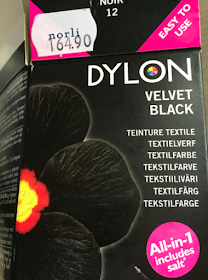 NOIR
12
norli
164.90
EASY TO
USE
DYLON
VELVET
BLACK
TEINTURE TEXTILE
TEXTIELVERF
TEXTILFARBE
TEKSTILFARVE
TEKSTIILIVÄRI
TEXTILFÄRG
TEKSTILFARGE
All-in-1
includes
salt*